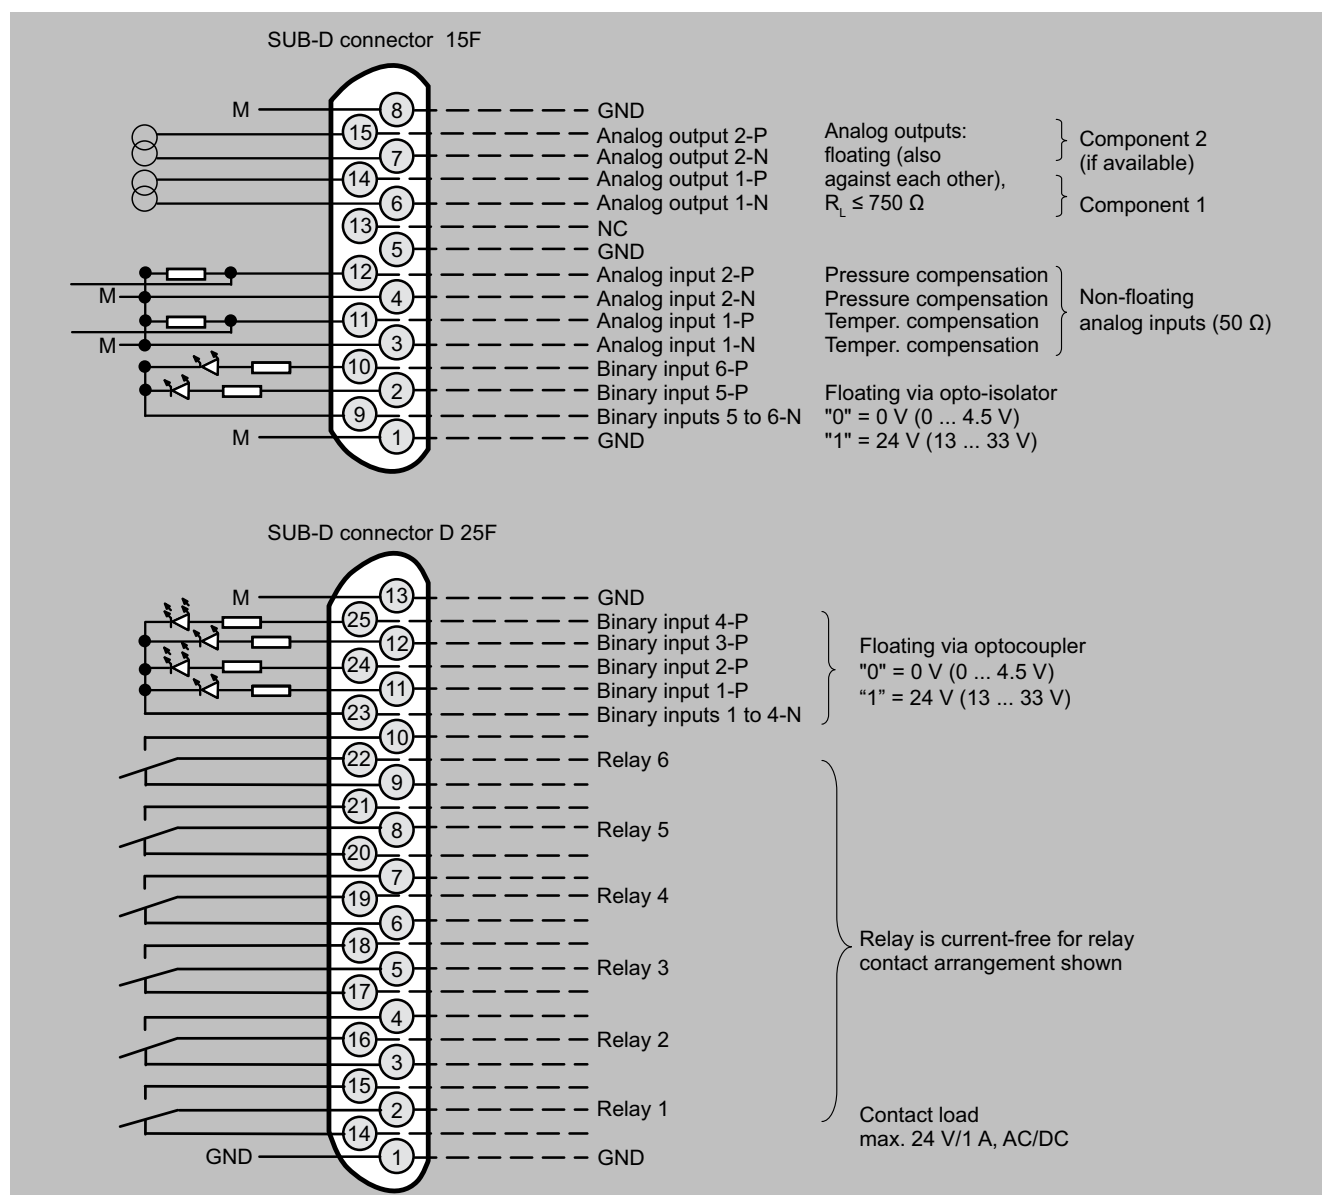 SUB-D connector 15F
M 8 GND
15 Analog output 2-P Analog outputs:
7 Analog output 2-N floating (also
14 Analog output 1-P against each other),
6 Analog output 1-N R_L ≤ 750 Ω
Component 2
(if available)
Component 1
13 NC
5 GND
12 Analog input 2-P Pressure compensation
M 4 Analog input 2-N Pressure compensation
11 Analog input 1-P Temper. compensation
M 3 Analog input 1-N Temper. compensation
Non-floating
analog inputs (50 Ω)
10 Binary input 6-P
2 Binary input 5-P Floating via opto-isolator
9 Binary inputs 5 to 6-N "0" = 0 V (0 ... 4.5 V)
M 1 GND "1" = 24 V (13 ... 33 V)
SUB-D connector D 25F
M 13 GND
25 Binary input 4-P
12 Binary input 3-P
24 Binary input 2-P
11 Binary input 1-P
23 Binary inputs 1 to 4-N
Floating via optocoupler
"0" = 0 V (0 ... 4.5 V)
“1” = 24 V (13 ... 33 V)
10
22 Relay 6
9
21
8 Relay 5
20
7
19 Relay 4
6
18
5 Relay 3
17
Relay is current-free for relay
contact arrangement shown
4
16 Relay 2
3
15
2 Relay 1
14
Contact load
max. 24 V/1 A, AC/DC
GND 1 GND